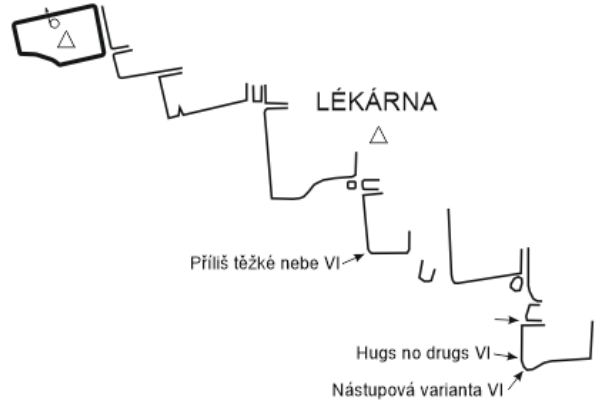 LÉKÁRNA
Příliš těžké nebe VI
Hugs no drugs VI
Nástupová varianta VI